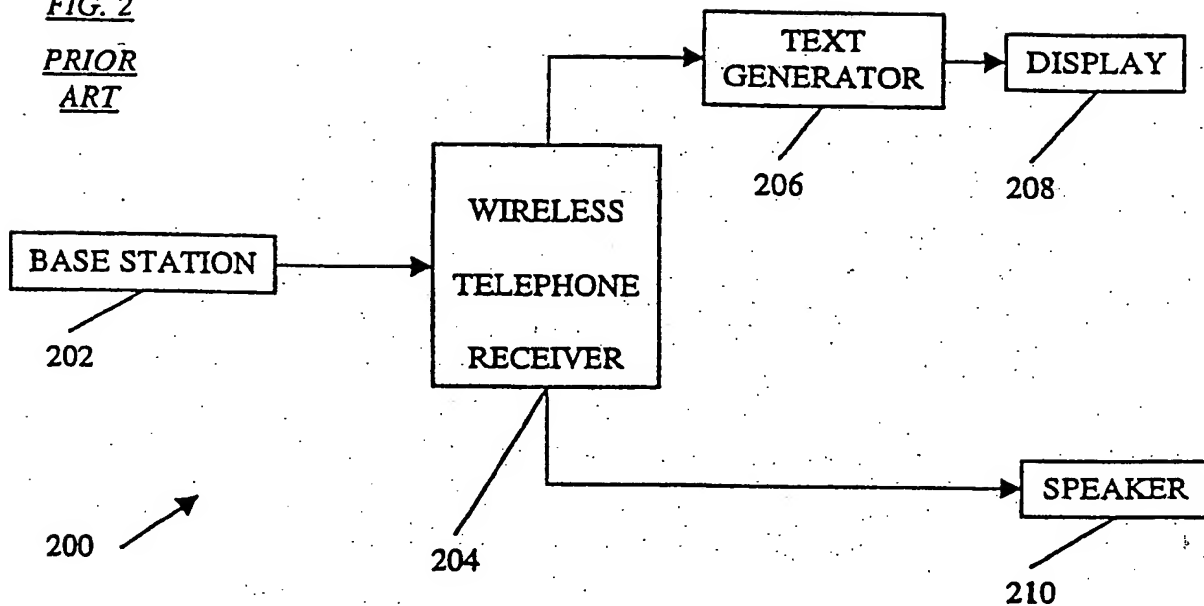 FIG. 2
PRIOR
ART
TEXT
GENERATOR
DISPLAY
206
208
WIRELESS
TELEPHONE
RECEIVER
BASE STATION
202
SPEAKER
200
204
210